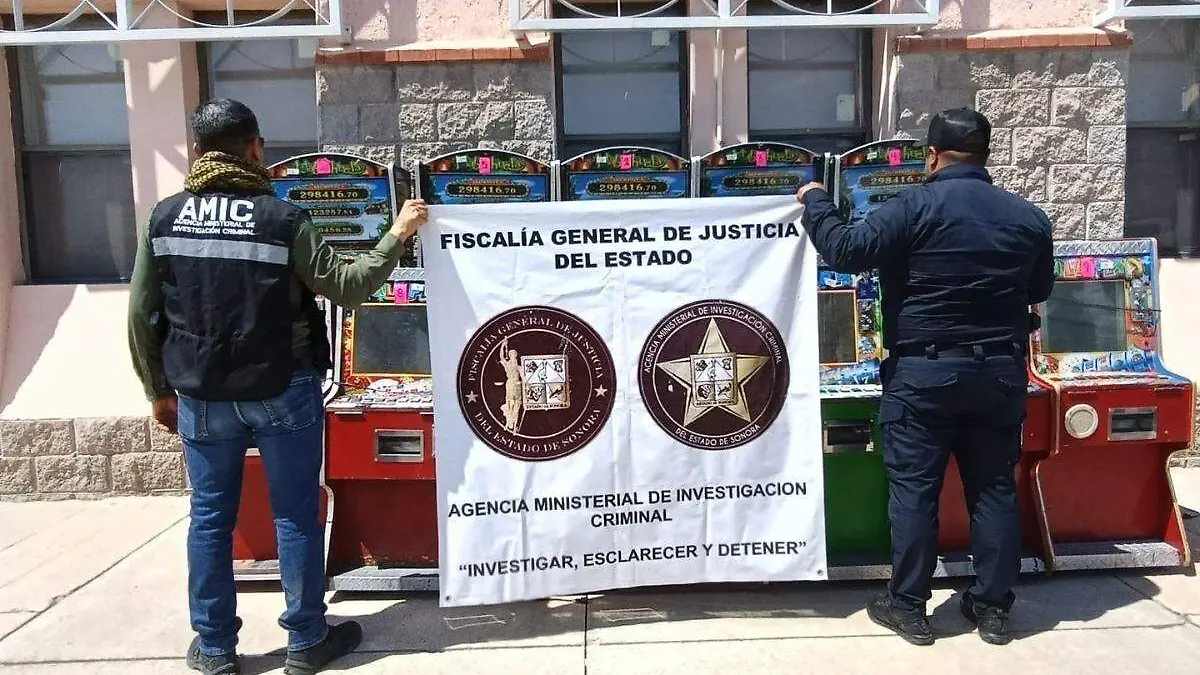 298416.70
298416.70
298416.70
298416.70
298416.70
AMIC
AGENCIA MINISTERIAL DE
INVESTIGACIÓN CRIMINAL
FISCALÍA GENERAL DE JUSTICIA
DEL ESTADO
FISCALÍA GENERAL DE JUSTICIA
DEL ESTADO DE SONORA
AGENCIA MINISTERIAL DE INVESTIGACIÓN CRIMINAL
DEL ESTADO DE SONORA
AGENCIA MINISTERIAL DE INVESTIGACION
CRIMINAL
“INVESTIGAR, ESCLARECER Y DETENER”